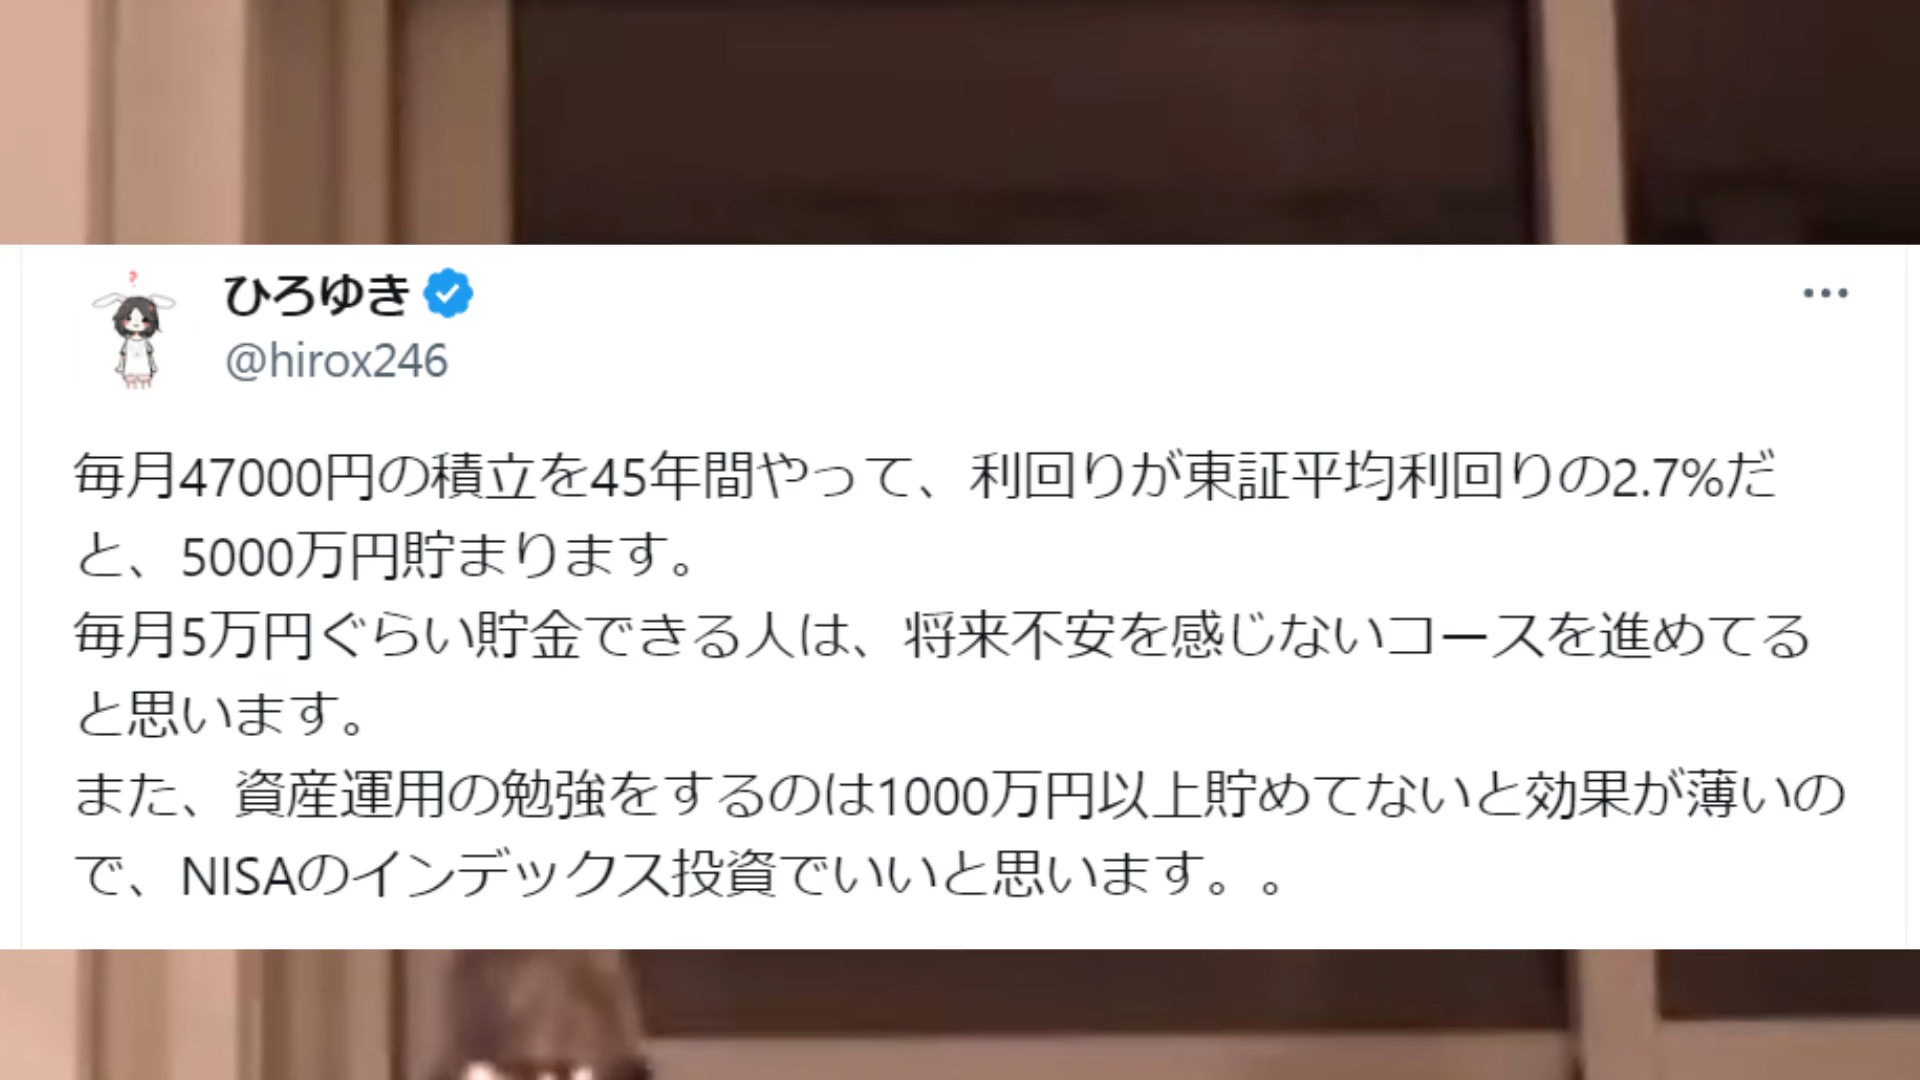 ひろゆき
@hirox246
毎月47000円の積立を45年間やって、利回りが東証平均利回りの2.7%だ
と、5000万円貯まります。
毎月5万円ぐらい貯金できる人は、将来不安を感じないコースを進めてる
と思います。
また、資産運用の勉強をするのは1000万円以上貯めてないと効果が薄いの
で、NISAのインデックス投資でいいと思います。。